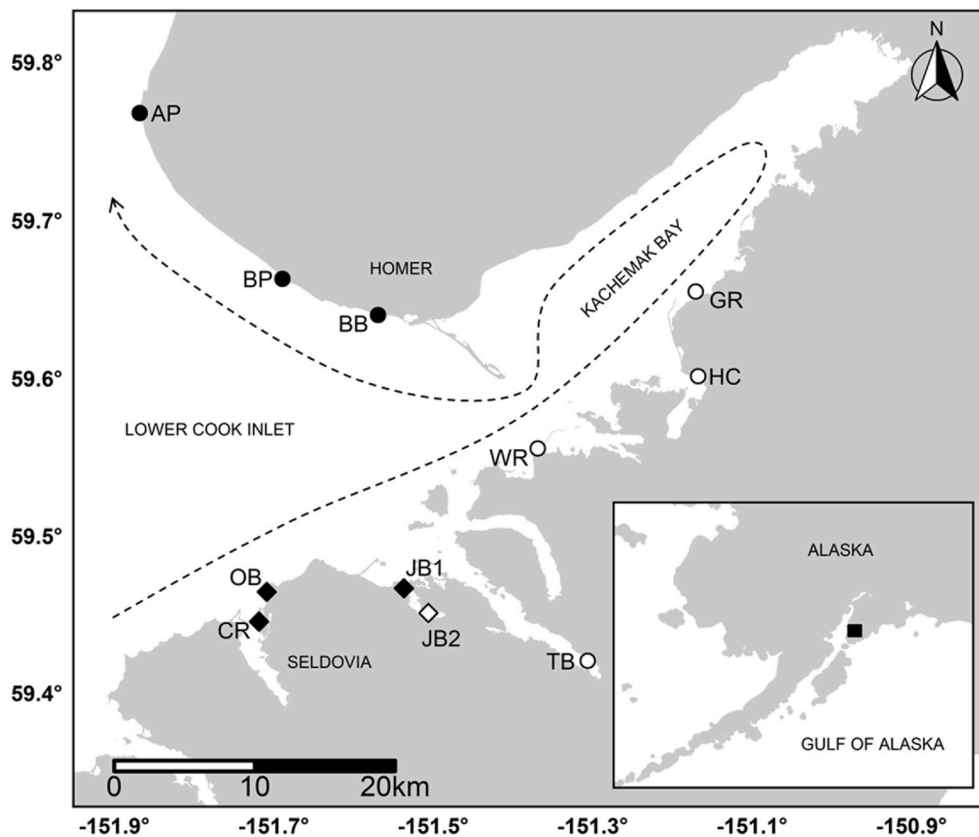 59.8°
59.7°
59.6°
59.5°
59.4°
N
AP
BP
HOMER
BB
KACHEMAK BAY
GR
HC
LOWER COOK INLET
WR
OB
JB1
CR
JB2
SELDOVIA
TB
ALASKA
GULF OF ALASKA
0 10 20km
-151.9° -151.7° -151.5° -151.3° -151.1° -150.9°